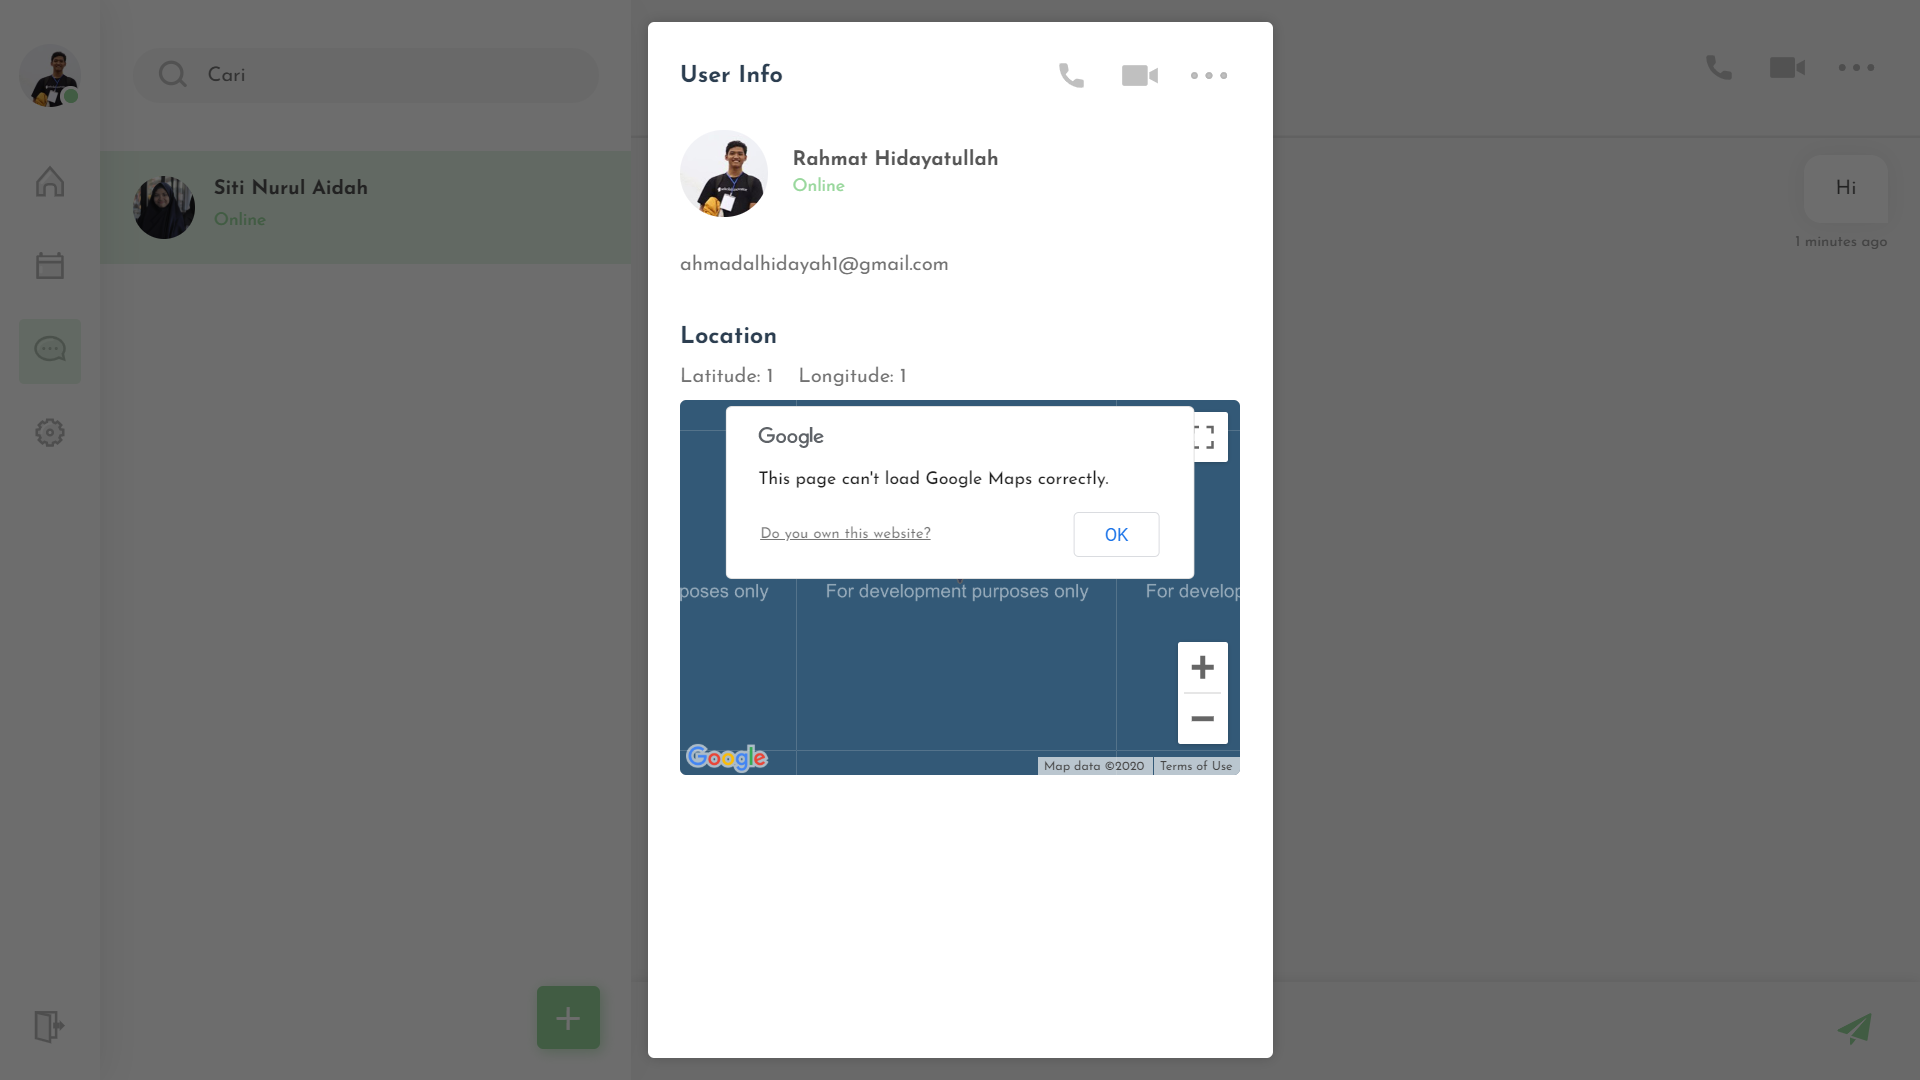 Cari
Siti Nurul Aidah
Online
User Info
Rahmat Hidayatullah
Online
ahmadalhidayah1@gmail.com
Location
Latitude: 1 Longitude: 1
Google
This page can't load Google Maps correctly.
Do you own this website? OK
poses only For development purposes only For develop
Google
Map data ©2020 Terms of Use
Hi
1 minutes ago